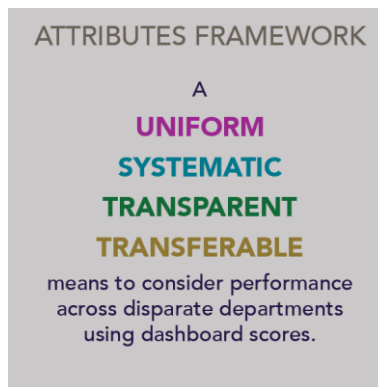 ATTRIBUTES FRAMEWORK
A
UNIFORM
SYSTEMATIC
TRANSPARENT
TRANSFERABLE
means to consider performance
across disparate departments
using dashboard scores.